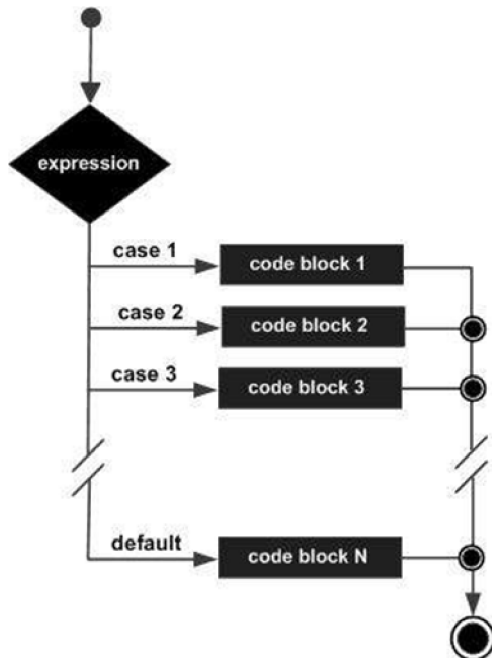 expression
case 1
code block 1
case 2
code block 2
case 3
code block 3
default
code block N